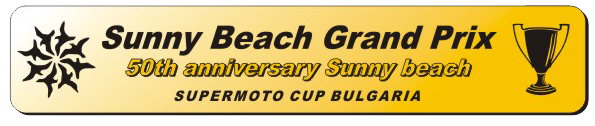 Sunny Beach Grand Prix
50th anniversary Sunny beach
SUPERMOTO CUP BULGARIA